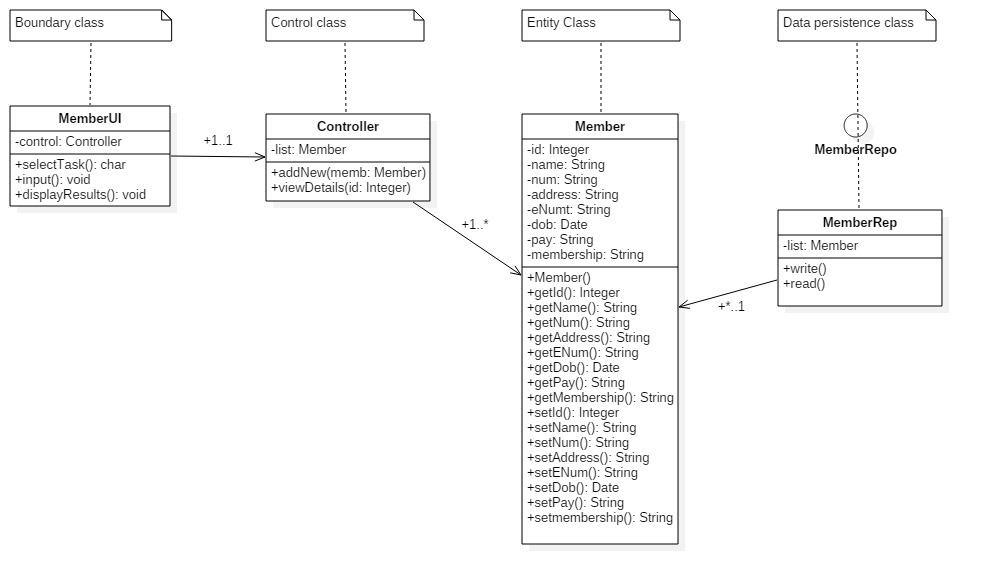 Boundary class
Control class
Entity Class
Data persistence class
MemberUI
-control: Controller
+selectTask(): char
+input(): void
+displayResults(): void
+1..1
Controller
-list: Member
+addNew(memb: Member)
+viewDetails(id: Integer)
+1..*
Member
-id: Integer
-name: String
-num: String
-address: String
-eNumt: String
-dob: Date
-pay: String
-membership: String
+Member()
+getId(): Integer
+getName(): String
+getNum(): String
+getAddress(): String
+getENum(): String
+getDob(): Date
+getPay(): String
+getMembership(): String
+setId(): Integer
+setName(): String
+setNum(): String
+setAddress(): String
+setENum(): String
+setDob(): Date
+setPay(): String
+setmembership(): String
MemberRepo
MemberRep
-list: Member
+write()
+read()
+*..1